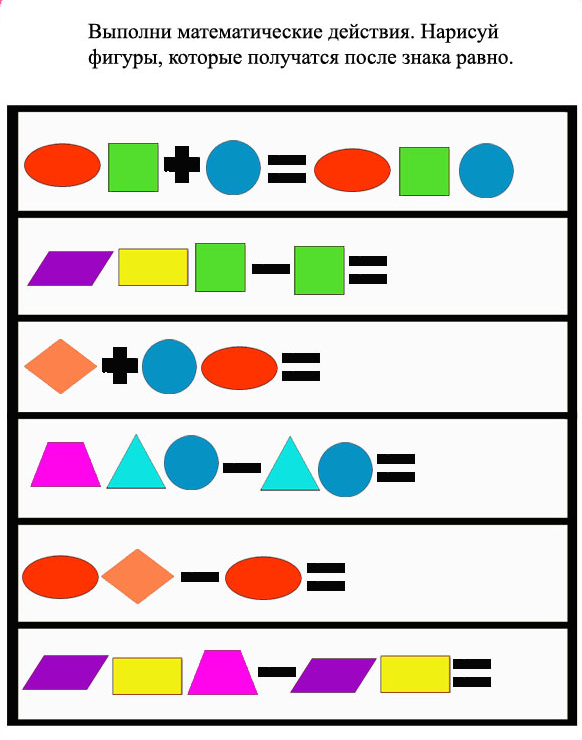 Выполни математические действия. Нарисуй
фигуры, которые получатся после знака равно.